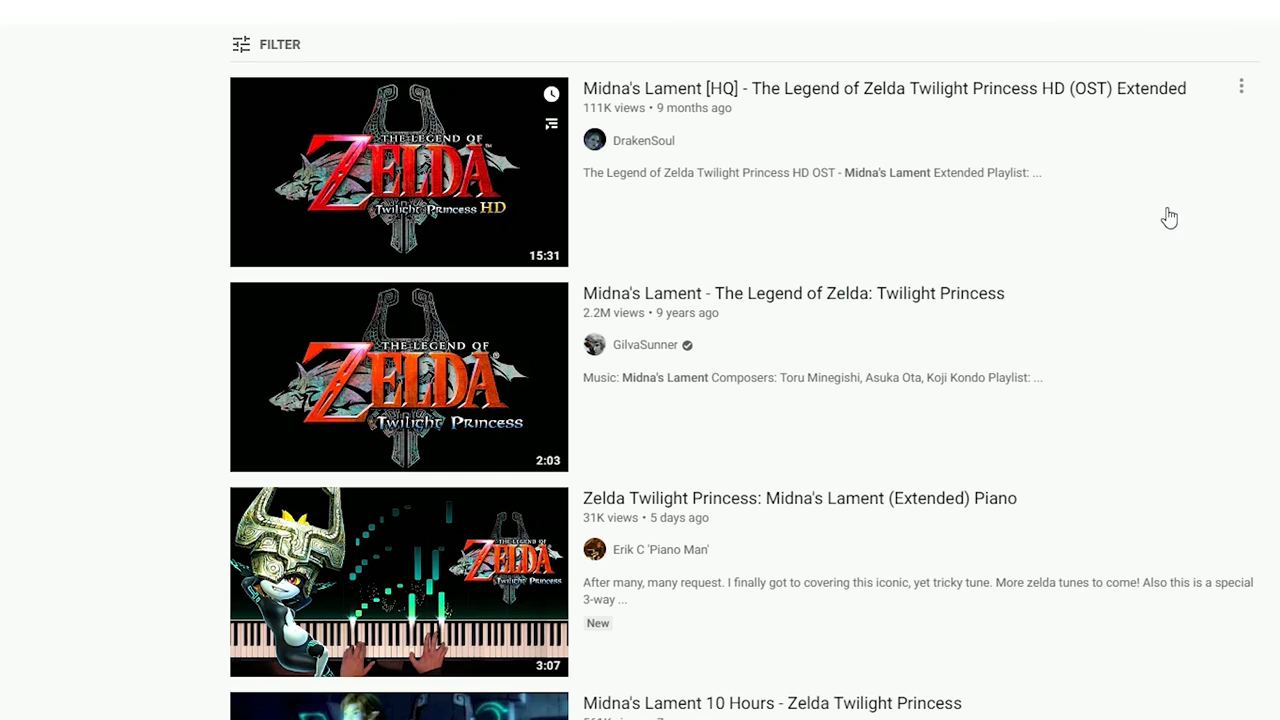 FILTER
THE LEGEND OF
ZELDA
Twilight Princess HD
15:31
Midna's Lament [HQ] - The Legend of Zelda Twilight Princess HD (OST) Extended
111K views • 9 months ago
DrakenSoul
The Legend of Zelda Twilight Princess HD OST - Midna's Lament Extended Playlist: ...
THE LEGEND OF
ZELDA
Twilight Princess
2:03
Midna's Lament - The Legend of Zelda: Twilight Princess
2.2M views • 9 years ago
GilvaSunner
Music: Midna's Lament Composers: Toru Minegishi, Asuka Ota, Koji Kondo Playlist: ...
THE LEGEND OF
ZELDA
Twilight Princess
3:07
Zelda Twilight Princess: Midna's Lament (Extended) Piano
31K views • 5 days ago
Erik C 'Piano Man'
After many, many request. I finally got to covering this iconic, yet tricky tune. More zelda tunes to come! Also this is a special
3-way ...
New
Midna's Lament 10 Hours - Zelda Twilight Princess